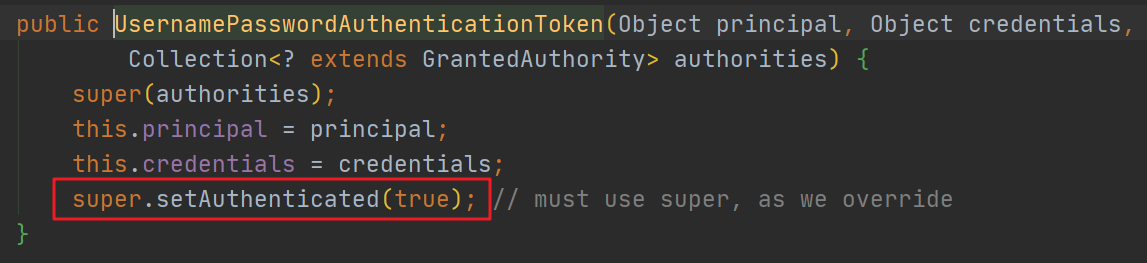 public UsernamePasswordAuthenticationToken(Object principal, Object credentials,
Collection<? extends GrantedAuthority> authorities) {
super(authorities);
this.principal = principal;
this.credentials = credentials;
super.setAuthenticated(true); // must use super, as we override
}